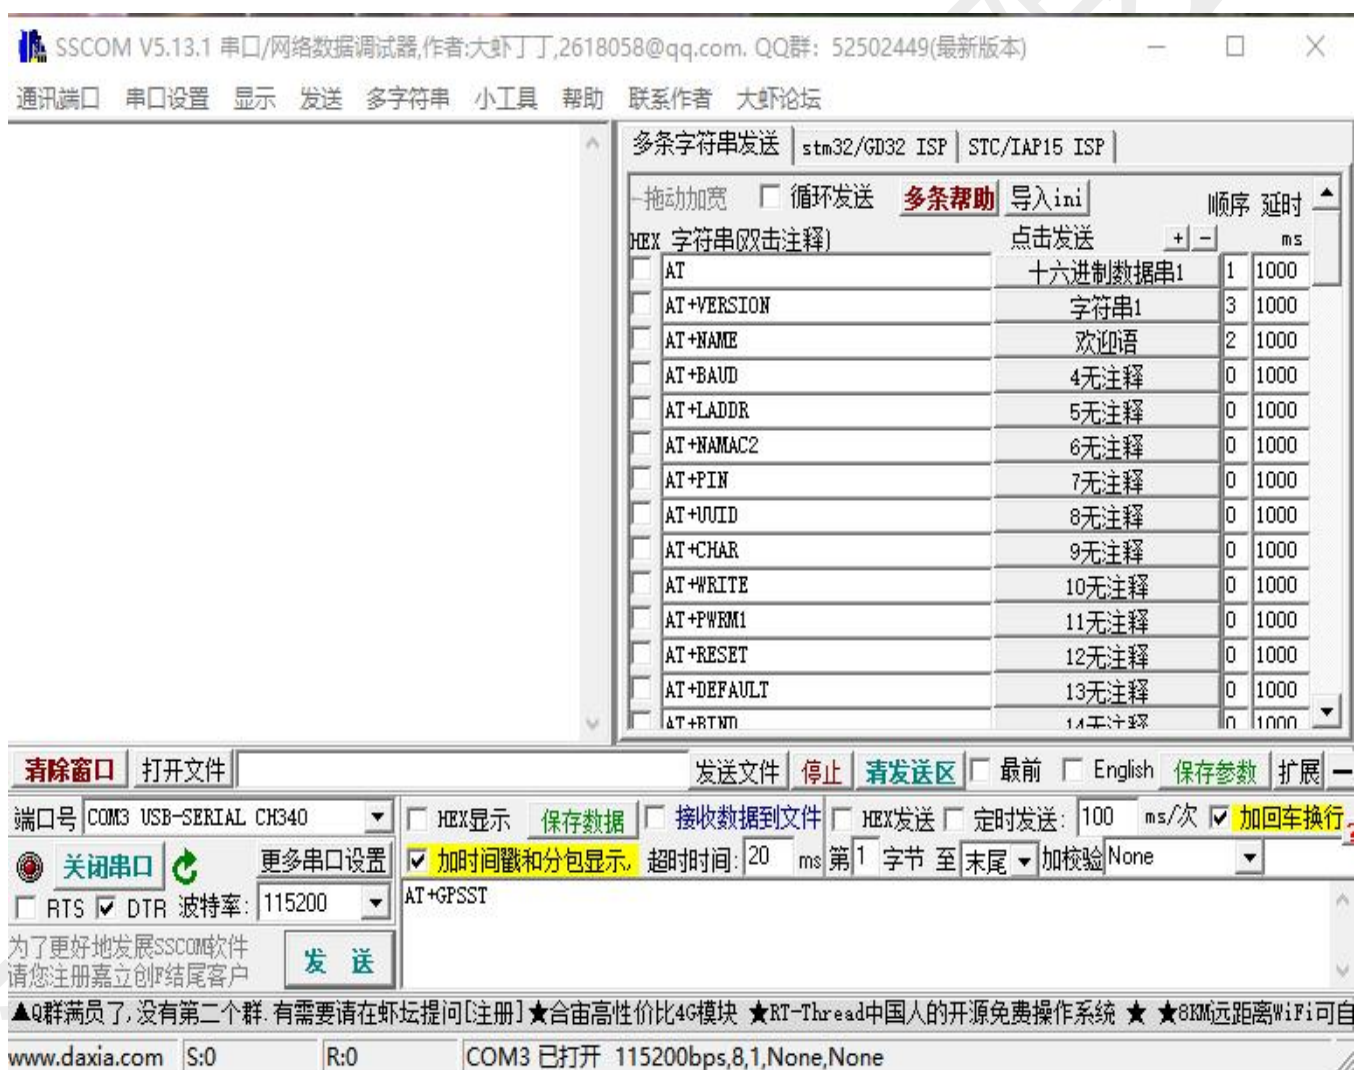 SSCOM V5.13.1 串口/网络数据调试器,作者:大虾丁丁,2618058@qq.com. QQ群: 52502449(最新版本)
通讯端口 串口设置 显示 发送 多字符串 小工具 帮助 联系作者 大虾论坛
多条字符串发送 stm32/GD32 ISP STC/IAP15 ISP
拖动加宽 循环发送 多条帮助 导入ini 顺序 延时
HEX 字符串(双击注释) 点击发送 + - ms
AT 十六进制数据串1 1 1000
AT+VERSION 字符串1 3 1000
AT+NAME 欢迎语 2 1000
AT+BAUD 4无注释 0 1000
AT+LADDR 5无注释 0 1000
AT+NAMAC2 6无注释 0 1000
AT+PIN 7无注释 0 1000
AT+UUID 8无注释 0 1000
AT+CHAR 9无注释 0 1000
AT+WRITE 10无注释 0 1000
AT+PWRM1 11无注释 0 1000
AT+RESET 12无注释 0 1000
AT+DEFAULT 13无注释 0 1000
AT+BIND 14无注释 0 1000
清除窗口 打开文件 发送文件 停止 清发送区 最前 English 保存参数 扩展 —
端口号 COM3 USB-SERIAL CH340 HEX显示 保存数据 接收数据到文件 HEX发送 定时发送: 100 ms/次 加回车换行
关闭串口 更多串口设置 加时间戳和分包显示, 超时时间: 20 ms 第1 字节 至 末尾 加校验 None
RTS DTR 波特率: 115200 AT+GPSST
为了更好地发展SSCOM软件
请您注册嘉立创F结尾客户 发 送
▲Q群满员了,没有第二个群.有需要请在虾坛提问[注册] ★合宙高性价比4G模块 ★RT-Thread中国人的开源免费操作系统 ★ ★8KM远距离WiFi可自
www.daxia.com S:0 R:0 COM3 已打开 115200bps,8,1,None,None